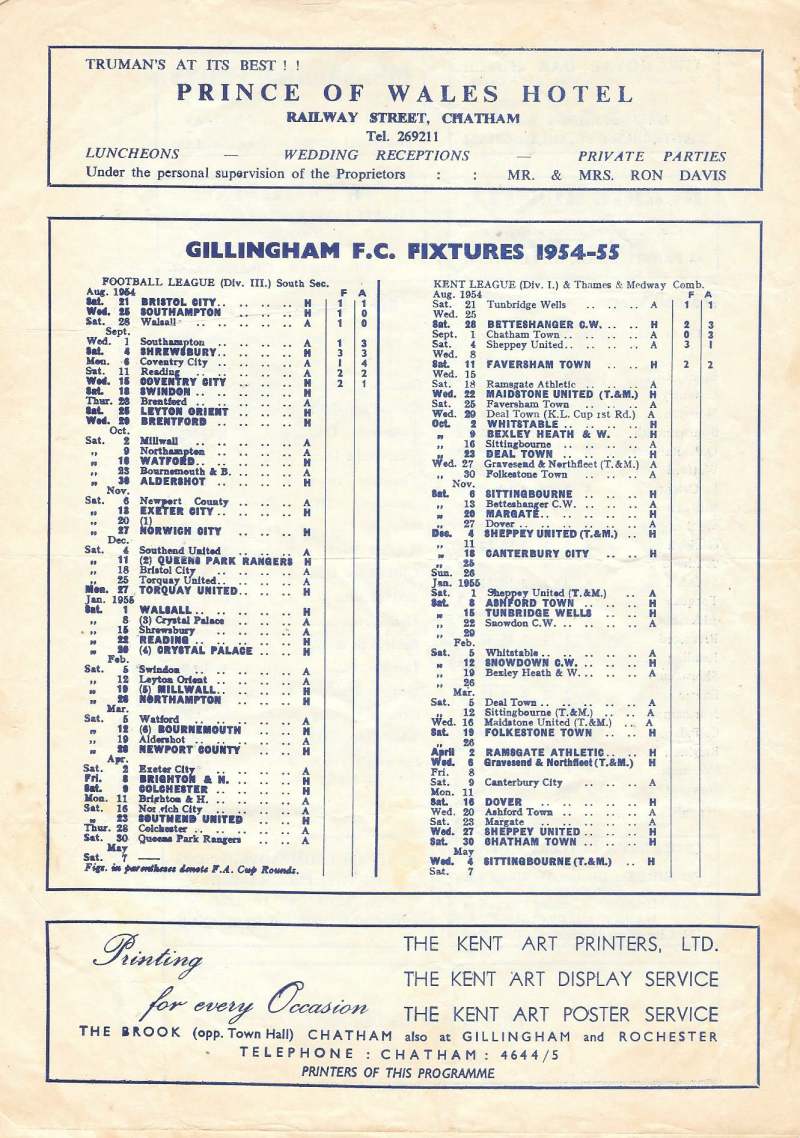 TRUMAN'S AT ITS BEST ! !
PRINCE OF WALES HOTEL
RAILWAY STREET, CHATHAM
Tel. 269211
LUNCHEONS — WEDDING RECEPTIONS — PRIVATE PARTIES
Under the personal supervision of the Proprietors : : MR. & MRS. RON DAVIS
GILLINGHAM F.C. FIXTURES 1954-55
FOOTBALL LEAGUE (Div. III.) South Sec.
Aug. 1954 F A
Sat. 21 BRISTOL CITY.. .. .. .. H 1 1
Wed. 25 SOUTHAMPTON .. .. .. H 1 0
Sat. 28 Walsall .. .. .. .. .. A 1 0
Sept.
Wed. 1 Southampton .. .. .. .. A 1 3
Sat. 4 SHREWSBURY.. .. .. .. H 3 3
Mon. 6 Coventry City .. .. .. .. A 1 4
Sat. 11 Reading .. .. .. .. .. A 2 2
Wed. 15 COVENTRY CITY .. .. .. H 2 1
Sat. 18 SWINDON .. .. .. .. .. H
Thur. 23 Brentford .. .. .. .. A
Sat. 25 LEYTON ORIENT .. .. .. H
Wed. 29 BRENTFORD .. .. .. .. H
Oct.
Sat. 2 Millwall .. .. .. .. .. A
„ 9 Northampton .. .. .. .. A
„ 16 WATFORD.. .. .. .. .. H
„ 23 Bournemouth & B. .. .. .. A
„ 30 ALDERSHOT .. .. .. .. H
Nov.
Sat. 6 Newport County .. .. .. A
„ 13 EXETER CITY.. .. .. .. H
„ 20 (1)
„ 27 NORWICH CITY .. .. .. H
Dec.
Sat. 4 Southend United .. .. .. A
„ 11 (2) QUEENS PARK RANGERS H
„ 18 Bristol City .. .. .. .. A
„ 25 Torquay United.. .. .. .. A
Mon. 27 TORQUAY UNITED.. .. .. H
Jan. 1955
Sat. 1 WALSALL.. .. .. .. .. H
„ 8 (3) Crystal Palace .. .. .. A
„ 15 Shrewsbury .. .. .. .. A
„ 22 READING .. .. .. .. .. H
„ 29 (4) CRYSTAL PALACE .. .. H
Feb.
Sat. 5 Swindon .. .. .. .. .. A
„ 12 Leyton Orient .. .. .. .. A
„ 19 (5) MILLWALL.. .. .. .. H
„ 26 NORTHAMPTON .. .. .. H
Mar.
Sat. 5 Watford .. .. .. .. .. A
„ 12 (6) BOURNEMOUTH .. .. H
„ 19 Aldershot .. .. .. .. .. A
„ 26 NEWPORT COUNTY .. .. H
Apr.
Sat. 2 Exeter City .. .. .. .. A
Fri. 8 BRIGHTON & H. .. .. .. H
Sat. 9 COLCHESTER .. .. .. .. H
Mon. 11 Brighton & H. .. .. .. .. A
Sat. 16 Norwich City .. .. .. .. A
„ 23 SOUTHEND UNITED .. .. H
Thur. 28 Colchester .. .. .. .. A
Sat. 30 Queens Park Rangers .. .. A
May
Sat. 7 ——
Figs. in parentheses denote F.A. Cup Rounds.
KENT LEAGUE (Div. I.) & Thames & Medway Comb.
Aug. 1954 F A
Sat. 21 Tunbridge Wells .. .. .. A 1 1
Wed. 25
Sat. 28 BETTESHANGER C.W. .. .. H 2 3
Sept. 1 Chatham Town .. .. .. .. A 0 3
Sat. 4 Sheppey United.. .. .. .. A 3 1
Wed. 8
Sat. 11 FAVERSHAM TOWN .. .. H 2 2
Wed. 15
Sat. 18 Ramsgate Athletic .. .. .. A
Wed. 22 MAIDSTONE UNITED (T.&M.) H
Sat. 25 Faversham Town .. .. .. A
Wed. 29 Deal Town (K.L. Cup 1st Rd.) A
Oct. 2 WHITSTABLE .. .. .. .. H
„ 9 BEXLEY HEATH & W. .. .. H
„ 16 Sittingbourne .. .. .. .. A
„ 23 DEAL TOWN .. .. .. .. H
Wed. 27 Gravesend & Northfleet (T.&M.) A
„ 30 Folkestone Town .. .. .. A
Nov.
Sat. 6 SITTINGBOURNE .. .. .. H
„ 13 Betteshanger C.W. .. .. .. A
„ 20 MARGATE.. .. .. .. .. H
„ 27 Dover .. .. .. .. .. .. A
Dec. 4 SHEPPEY UNITED (T.&M.) .. H
„ 11
„ 18 CANTERBURY CITY .. .. H
„ 25
Sun. 26
Jan. 1955
Sat. 1 Sheppey United (T.&M.) .. A
Sat. 8 ASHFORD TOWN .. .. .. H
„ 15 TUNBRIDGE WELLS .. .. H
„ 22 Snowdon C.W. .. .. .. .. A
„ 29
Feb.
Sat. 5 Whitstable.. .. .. .. .. A
„ 12 SNOWDOWN C.W. .. .. .. H
„ 19 Bexley Heath & W... .. .. A
„ 26
Mar.
Sat. 5 Deal Town.. .. .. .. .. A
„ 12 Sittingbourne (T.&M.) .. .. A
Wed. 16 Maidstone United (T.&M.) .. A
Sat. 19 FOLKESTONE TOWN .. .. H
„ 26
April 2 RAMSGATE ATHLETIC.. .. H
Wed. 6 Gravesend & Northfleet (T.&M.) H
Fri. 8
Sat. 9 Canterbury City .. .. .. A
Mon. 11
Sat. 16 DOVER .. .. .. .. .. H
Wed. 20 Ashford Town .. .. .. .. A
Sat. 23 Margate .. .. .. .. .. A
Wed. 27 SHEPPEY UNITED .. .. .. H
Sat. 30 CHATHAM TOWN .. .. .. H
May
Wed. 4 SITTINGBOURNE (T.&M.) .. H
Sat. 7
Printing
for every Occasion
THE KENT ART PRINTERS, LTD.
THE KENT ART DISPLAY SERVICE
THE KENT ART POSTER SERVICE
THE BROOK (opp. Town Hall) CHATHAM also at GILLINGHAM and ROCHESTER
TELEPHONE : CHATHAM : 4644/5
PRINTERS OF THIS PROGRAMME